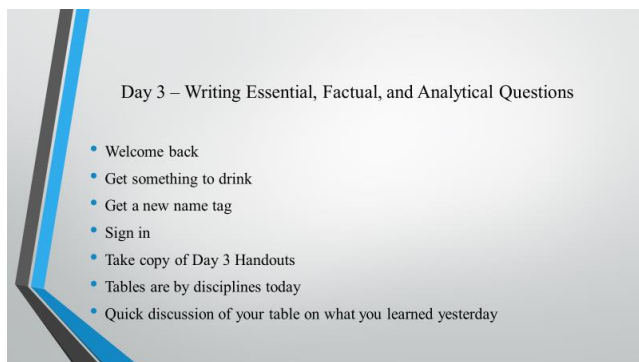 Day 3 – Writing Essential, Factual, and Analytical Questions
• Welcome back
• Get something to drink
• Get a new name tag
• Sign in
• Take copy of Day 3 Handouts
• Tables are by disciplines today
• Quick discussion of your table on what you learned yesterday